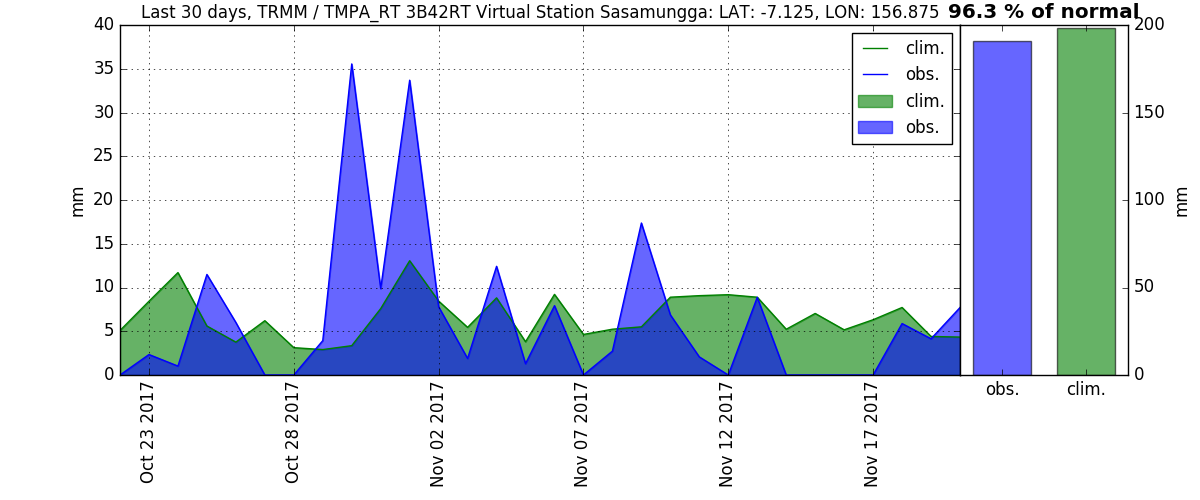 Last 30 days, TRMM / TMPA_RT 3B42RT Virtual Station Sasamungga: LAT: -7.125, LON: 156.875 96.3 % of normal
40
35
30
25
20
15
10
5
0
mm
clim.
obs.
clim.
obs.
200
150
100
50
0
mm
obs. clim.
Oct 23 2017
Oct 28 2017
Nov 02 2017
Nov 07 2017
Nov 12 2017
Nov 17 2017